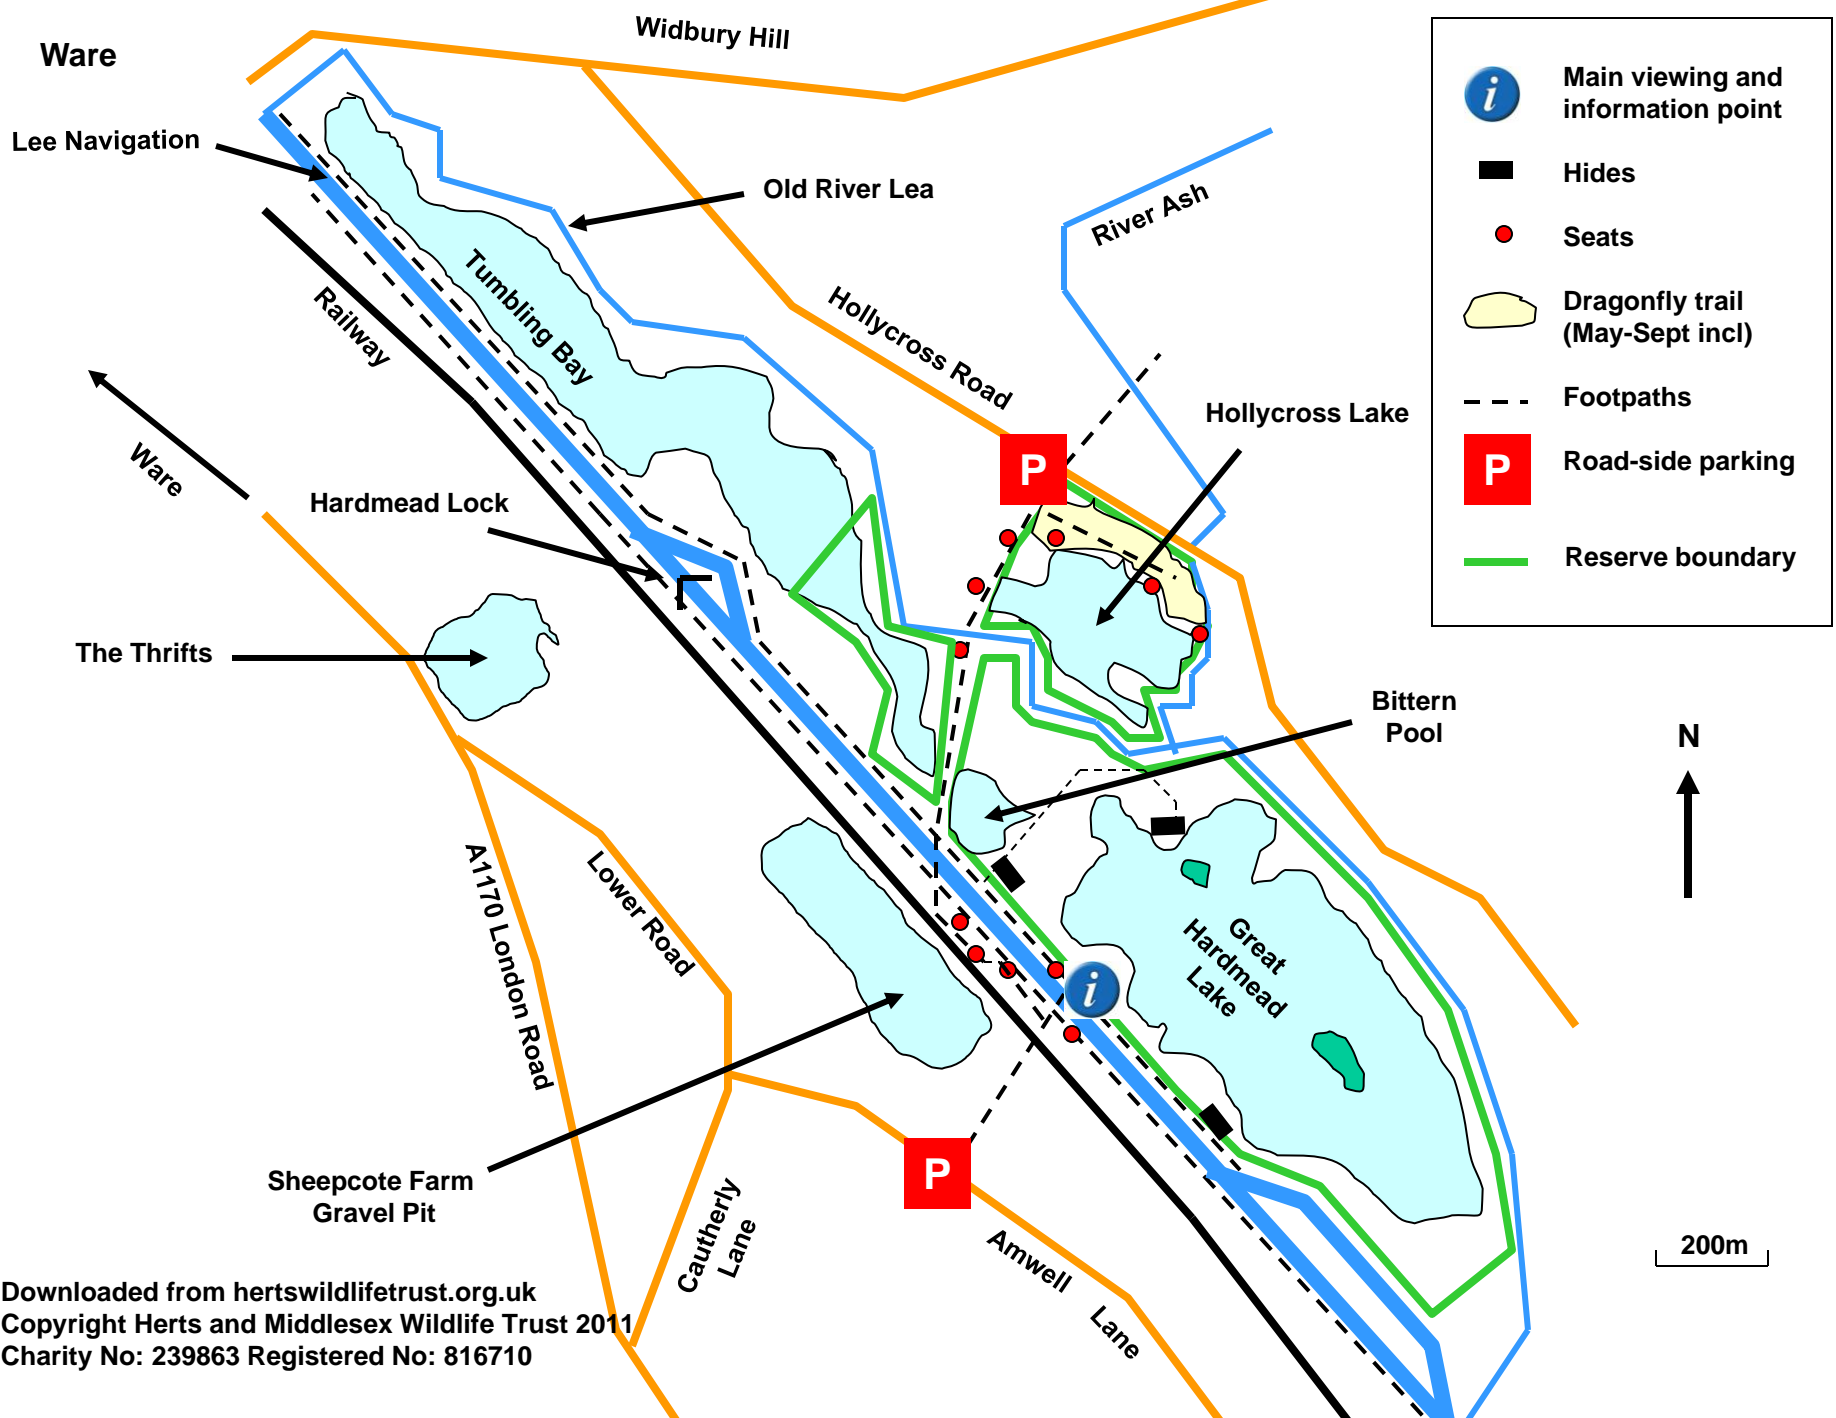 Widbury Hill
Ware
Main viewing and
information point
Lee Navigation
Hides
Old River Lea
River Ash
Seats
Tumbling Bay
Dragonfly trail
(May-Sept incl)
Railway
Hollycross Road
Footpaths
Hollycross Lake
P
Road-side parking
P
Ware
Hardmead Lock
Reserve boundary
The Thrifts
Bittern
Pool
N
A1170 London Road
Lower Road
Great
Hardmead
Lake
i
i
Sheepcote Farm
Gravel Pit
P
Cautherly
Lane
Amwell
Lane
200m
Downloaded from hertswildlifetrust.org.uk
Copyright Herts and Middlesex Wildlife Trust 2011
Charity No: 239863 Registered No: 816710